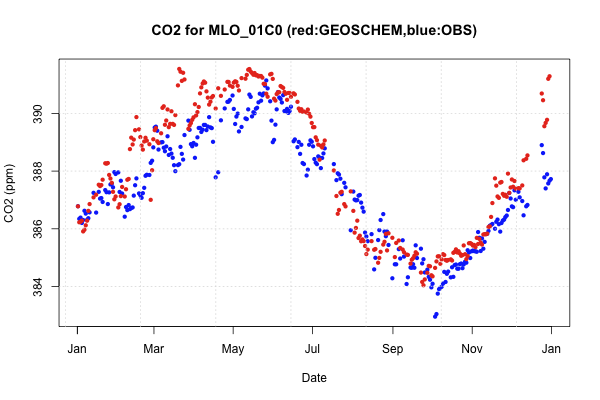 CO2 for MLO_01C0 (red:GEOSCHEM,blue:OBS)
CO2 (ppm)
390
388
386
384
Jan Mar May Jul Sep Nov Jan
Date